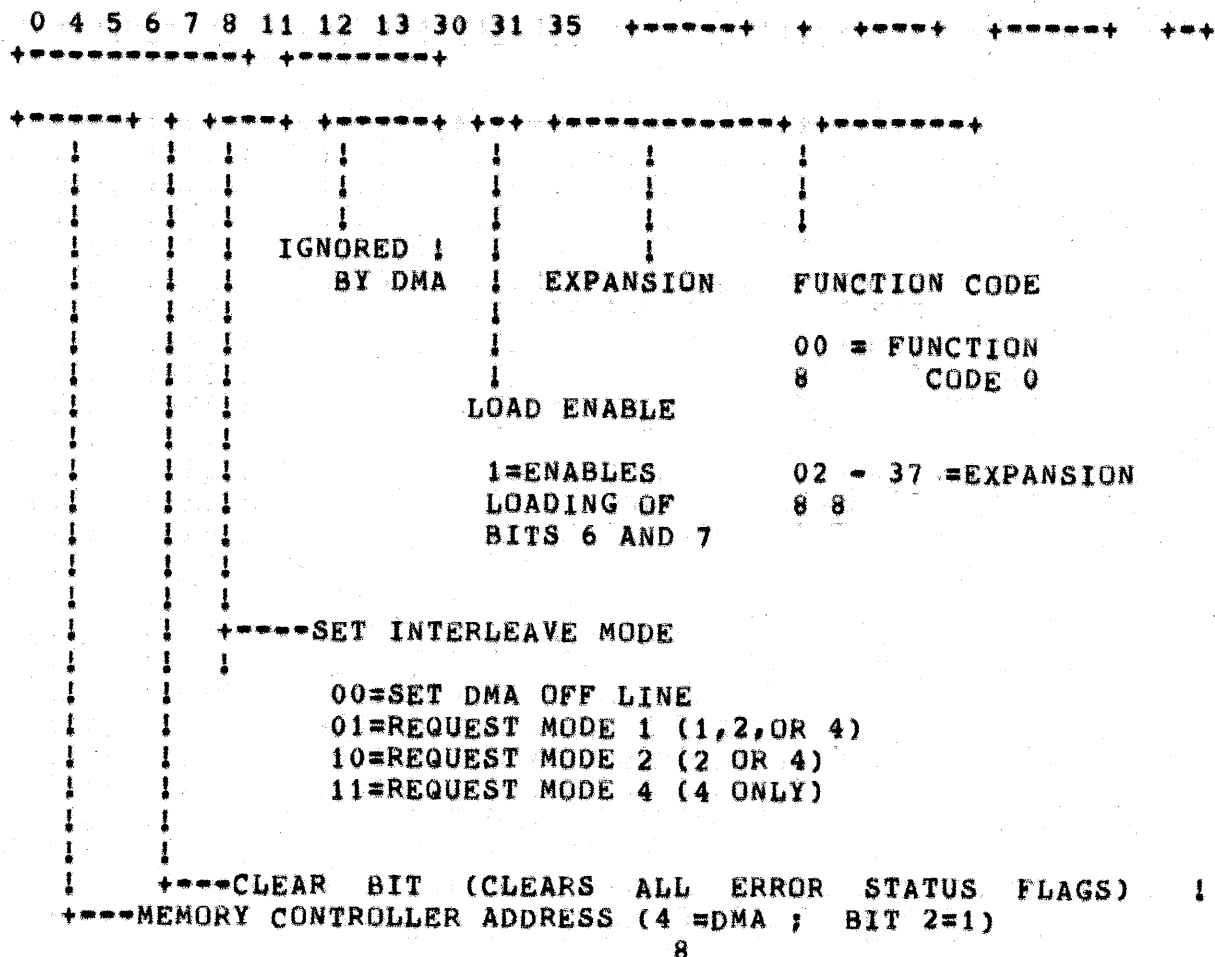 0 4 5 6 7 8 11 12 13 30 31 35 +-----+ + +---+ +-----+ +-+
+-----------+ +-------+
+-----+ + +---+ +-----+ +-+ +-----------+ +-------+
! ! ! ! ! ! !
! ! ! ! ! ! !
! ! ! ! ! ! !
! ! ! IGNORED ! ! !
! ! ! BY DMA ! EXPANSION FUNCTION CODE
! ! ! !
! ! ! ! 00 = FUNCTION
! ! ! ! 8 CODE 0
! ! ! LOAD ENABLE
! ! !
! ! ! 1=ENABLES 02 - 37 =EXPANSION
! ! ! LOADING OF 8 8
! ! ! BITS 6 AND 7
! ! !
! ! !
! ! +----SET INTERLEAVE MODE
! ! !
! ! 00=SET DMA OFF LINE
! ! 01=REQUEST MODE 1 (1,2,OR 4)
! ! 10=REQUEST MODE 2 (2 OR 4)
! ! 11=REQUEST MODE 4 (4 ONLY)
! !
! !
! +---CLEAR BIT (CLEARS ALL ERROR STATUS FLAGS) !
+---MEMORY CONTROLLER ADDRESS (4 =DMA ; BIT 2=1)
8